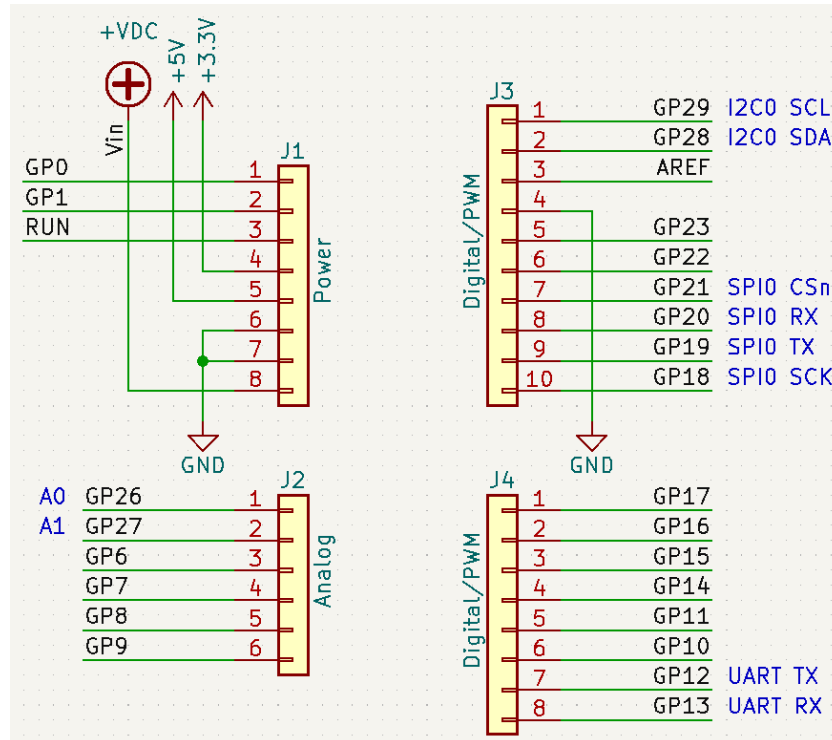 +VDC
+5V
+3.3V
Vin
J1
GP0 1
GP1 2
RUN 3
4
5
6
7
8
Power
GND
J3
1 GP29 I2C0 SCL
2 GP28 I2C0 SDA
3 AREF
4
5 GP23
6 GP22
7 GP21 SPI0 CSn
8 GP20 SPI0 RX
9 GP19 SPI0 TX
10 GP18 SPI0 SCK
Digital/PWM
GND
J2
A0 GP26 1
A1 GP27 2
GP6 3
GP7 4
GP8 5
GP9 6
Analog
J4
1 GP17
2 GP16
3 GP15
4 GP14
5 GP11
6 GP10
7 GP12 UART TX
8 GP13 UART RX
Digital/PWM